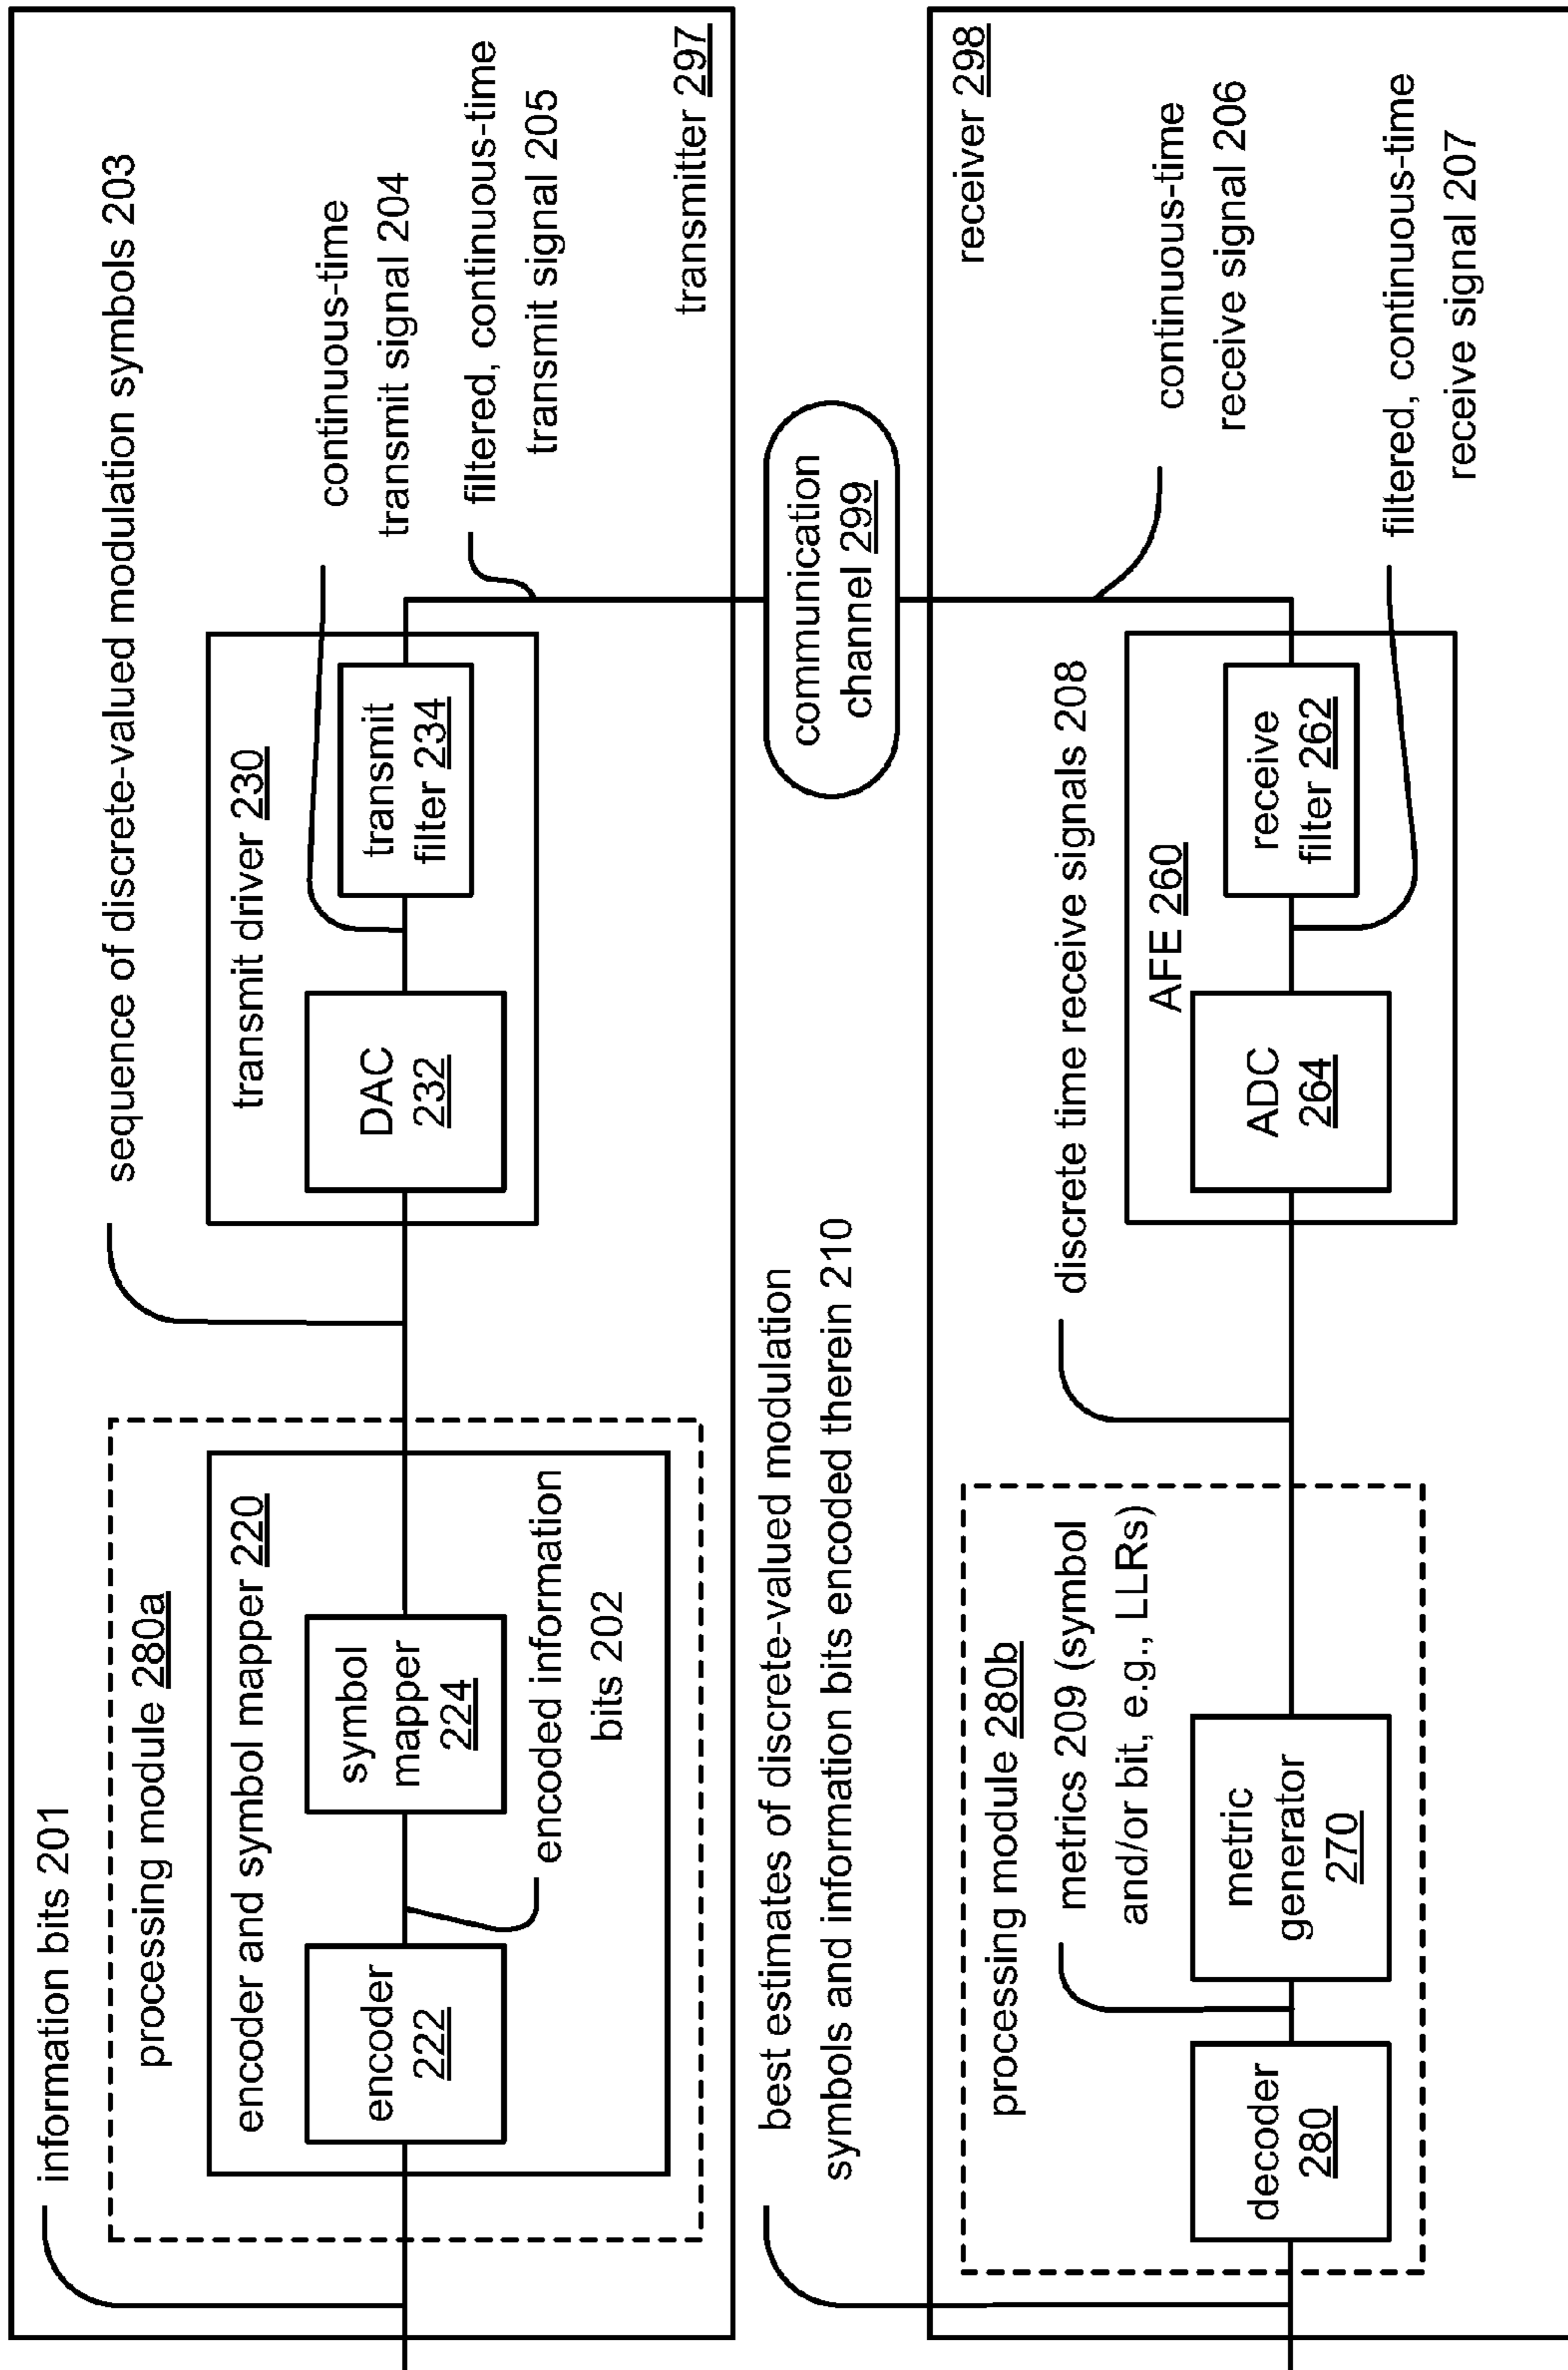 information bits 201
processing module 280a
encoder and symbol mapper 220
encoder
222
symbol
mapper
224
encoded information
bits 202
sequence of discrete-valued modulation symbols 203
transmit driver 230
DAC
232
transmit
filter 234
continuous-time
transmit signal 204
filtered, continuous-time
transmit signal 205
transmitter 297
communication
channel 299
best estimates of discrete-valued modulation
symbols and information bits encoded therein 210
receiver 298
processing module 280b
metrics 209 (symbol
and/or bit, e.g., LLRs)
decoder
280
metric
generator
270
discrete time receive signals 208
AFE 260
ADC
264
receive
filter 262
continuous-time
receive signal 206
filtered, continuous-time
receive signal 207